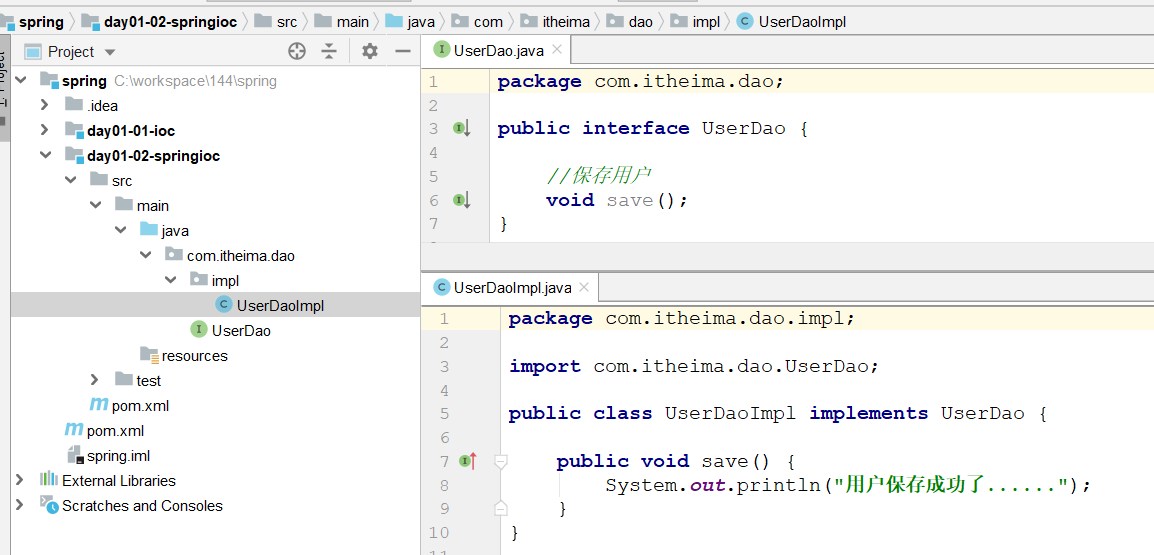 spring day01-02-springioc src main java com itheima dao impl UserDaoImpl
Project
spring C:\workspace\144\spring
.idea
day01-01-ioc
day01-02-springioc
src
main
java
com.itheima.dao
impl
UserDaoImpl
UserDao
resources
test
pom.xml
pom.xml
spring.iml
External Libraries
Scratches and Consoles
UserDao.java
1 package com.itheima.dao;
2
3 public interface UserDao {
4
5 //保存用户
6 void save();
7 }
UserDaoImpl.java
1 package com.itheima.dao.impl;
2
3 import com.itheima.dao.UserDao;
4
5 public class UserDaoImpl implements UserDao {
6
7 public void save() {
8 System.out.println("用户保存成功了......");
9 }
10 }